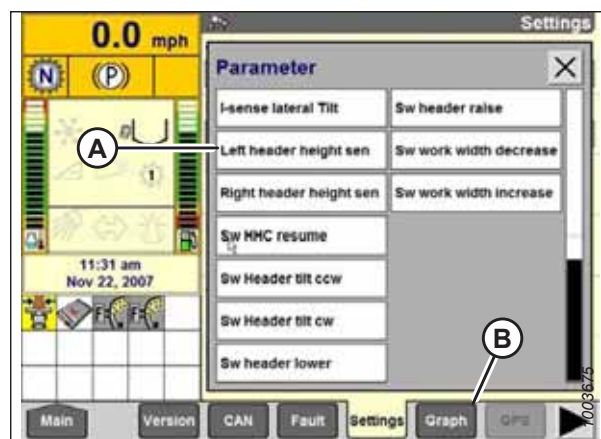 0.0 mph
Settings
N
(P)
Parameter
I-sense lateral Tilt
Sw header raise
A
Left header height sen
Sw work width decrease
1
Right header height sen
Sw work width increase
Sw HHC resume
11:31 am
Nov 22, 2007
Sw Header tilt ccw
F
F
Sw Header tilt cw
B
Sw header lower
1003675
Main
Version
CAN
Fault
Settings
Graph
GPS